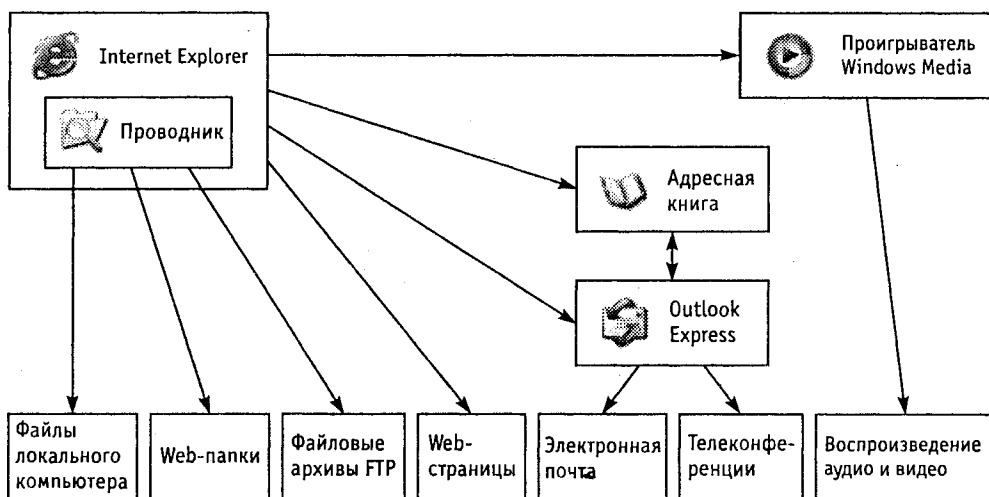 Internet Explorer
Проводник
Проигрыватель
Windows Media
Адресная
книга
Outlook
Express
Файлы
локального
компьютера
Web-папки
Файловые
архивы FTP
Web-
страницы
Электронная
почта
Телеконфе-
ренции
Воспроизведение
аудио и видео